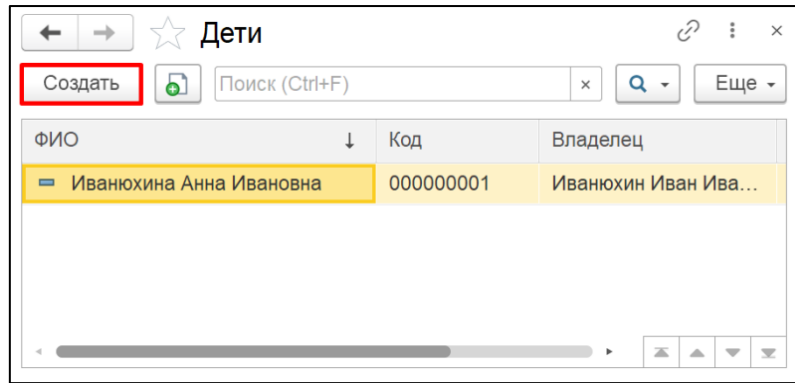 Дети
Создать Поиск (Ctrl+F) Еще
ФИО Код Владелец
Иванюхина Анна Ивановна 000000001 Иванюхин Иван Ива...